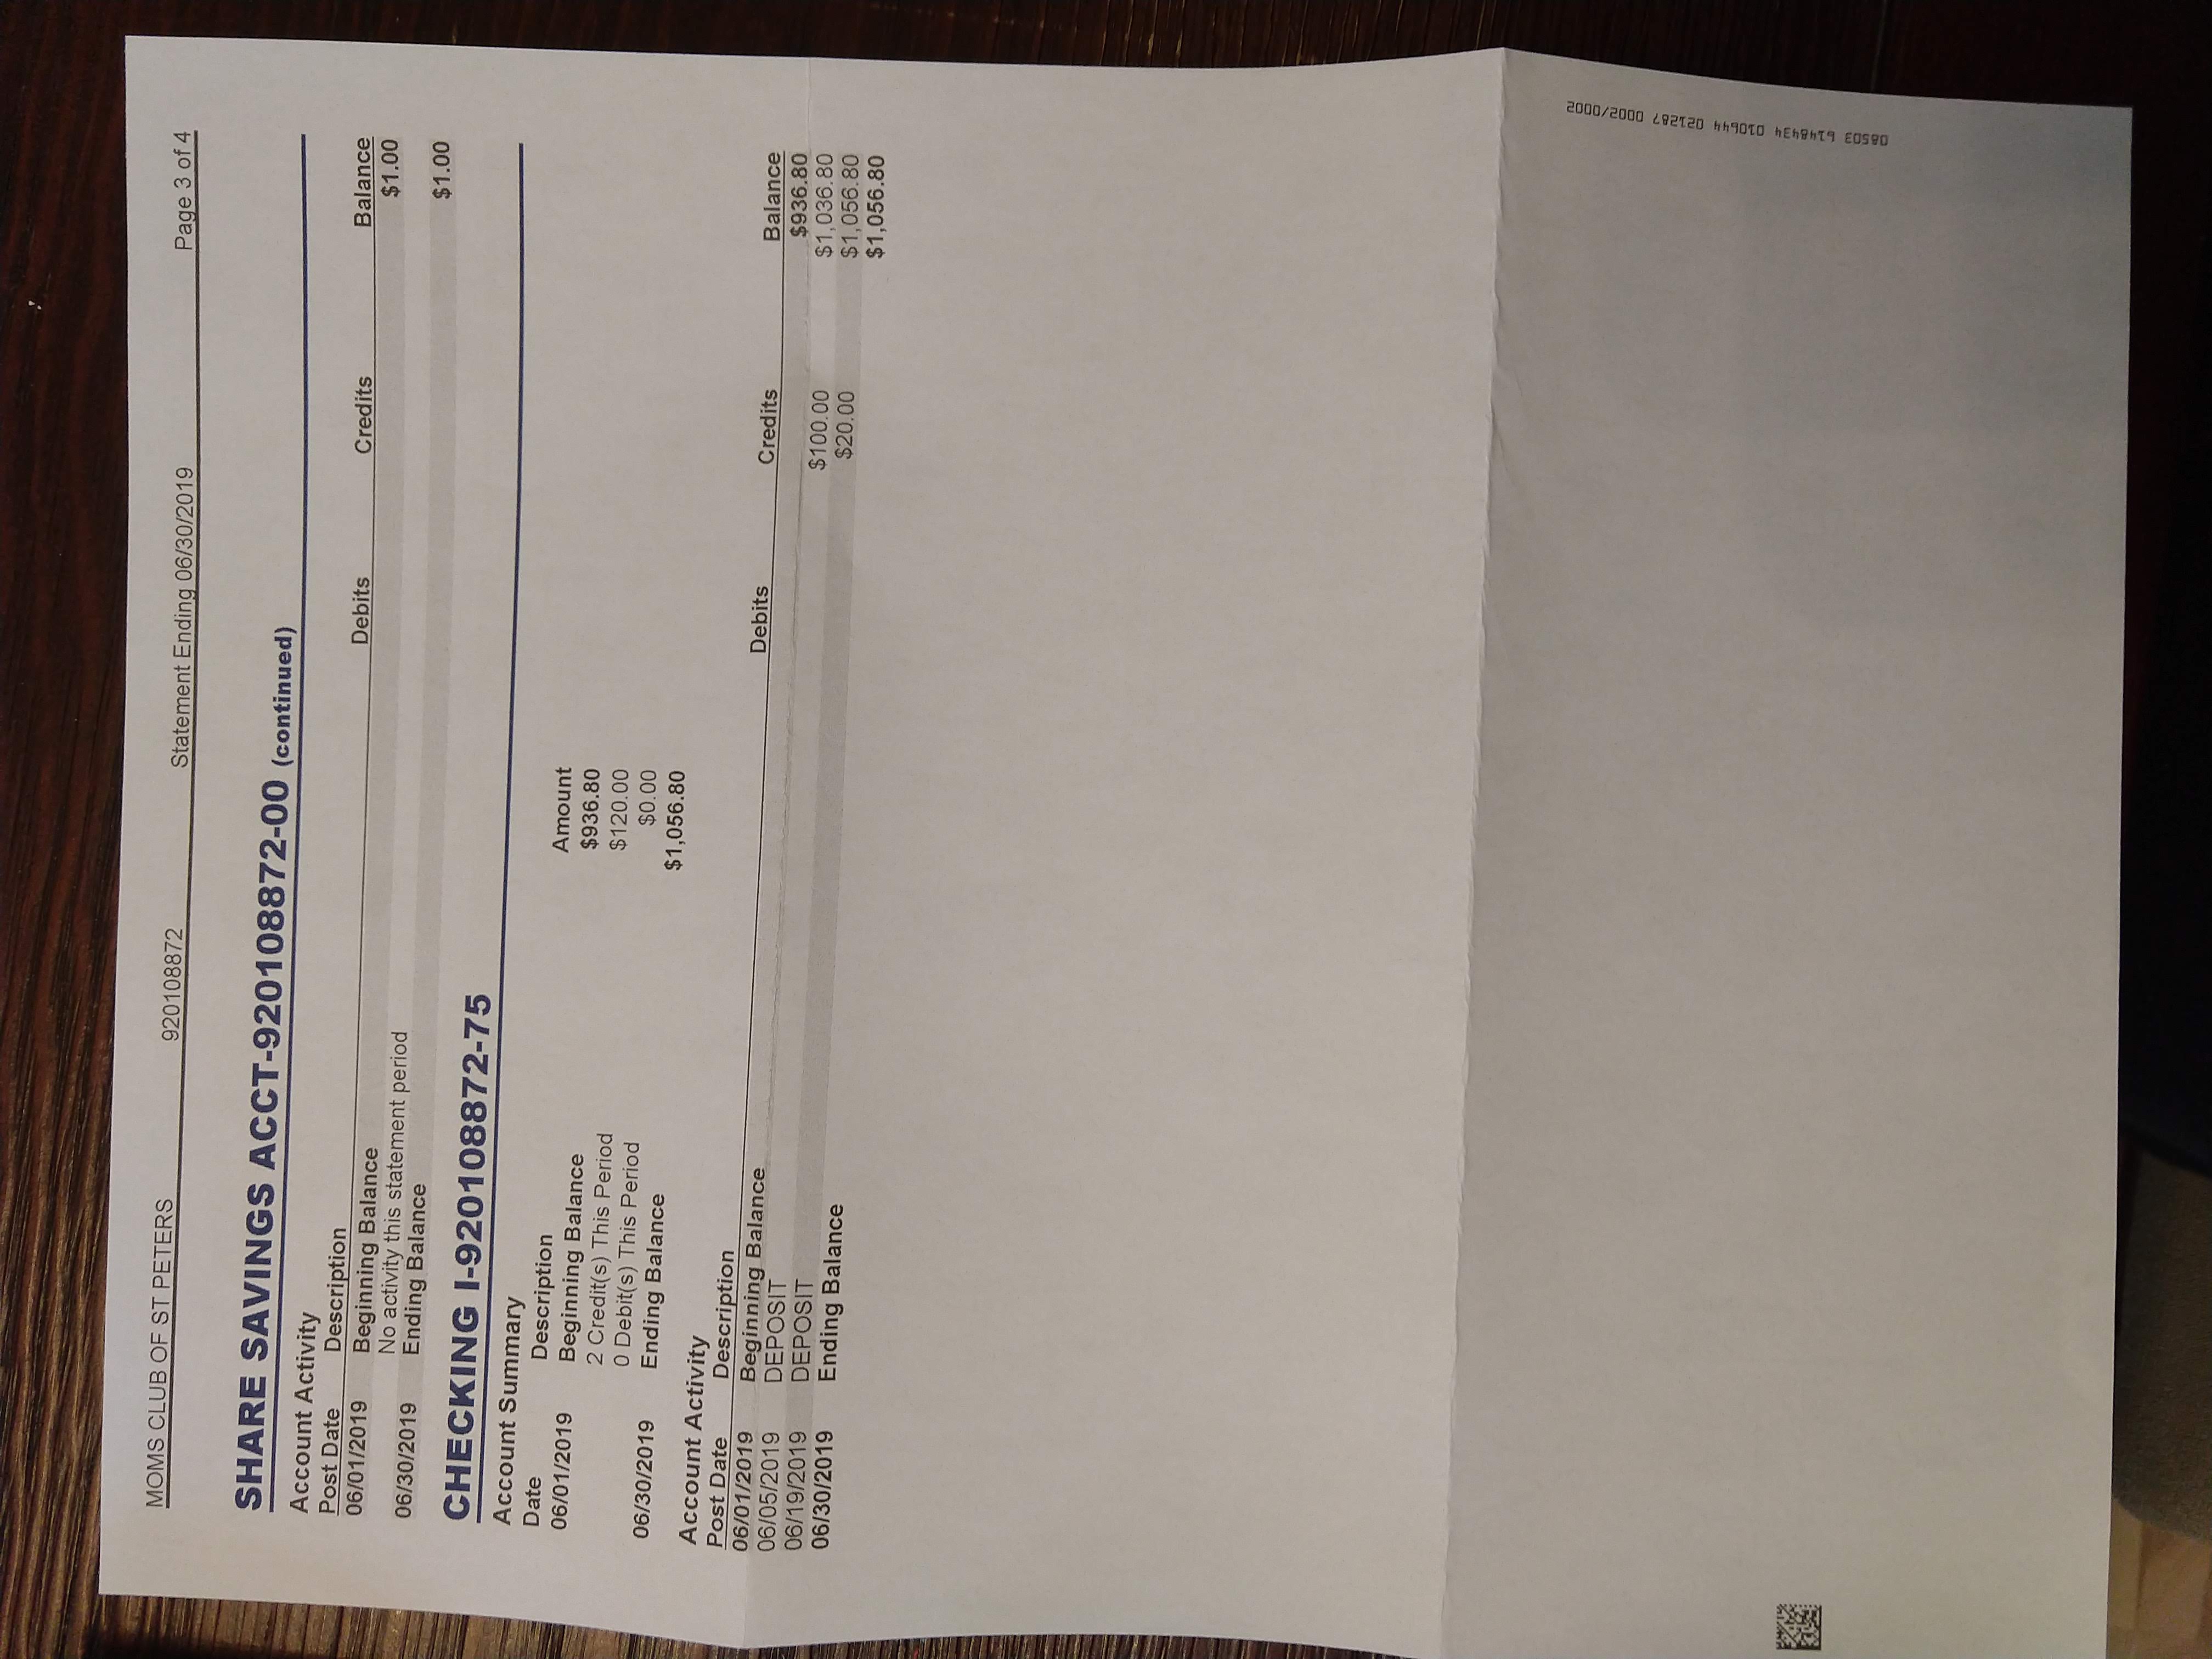 MOMS CLUB OF ST PETERS 920108872 Statement Ending 06/30/2019 Page 3 of 4
SHARE SAVINGS ACCT-920108872-00 (continued)
Account Activity
Post Date Description Debits Credits Balance
06/01/2019 Beginning Balance $1.00
No activity this statement period
06/30/2019 Ending Balance $1.00
CHECKING I-920108872-75
Account Summary
Date Description Amount
06/01/2019 Beginning Balance $936.80
2 Credit(s) This Period $120.00
0 Debit(s) This Period $0.00
06/30/2019 Ending Balance $1,056.80
Account Activity
Post Date Description Debits Credits Balance
06/01/2019 Beginning Balance $936.80
06/05/2019 DEPOSIT $100.00 $1,036.80
06/19/2019 DEPOSIT $20.00 $1,056.80
06/30/2019 Ending Balance $1,056.80
08503 6148434 010644 021287 0002/0002